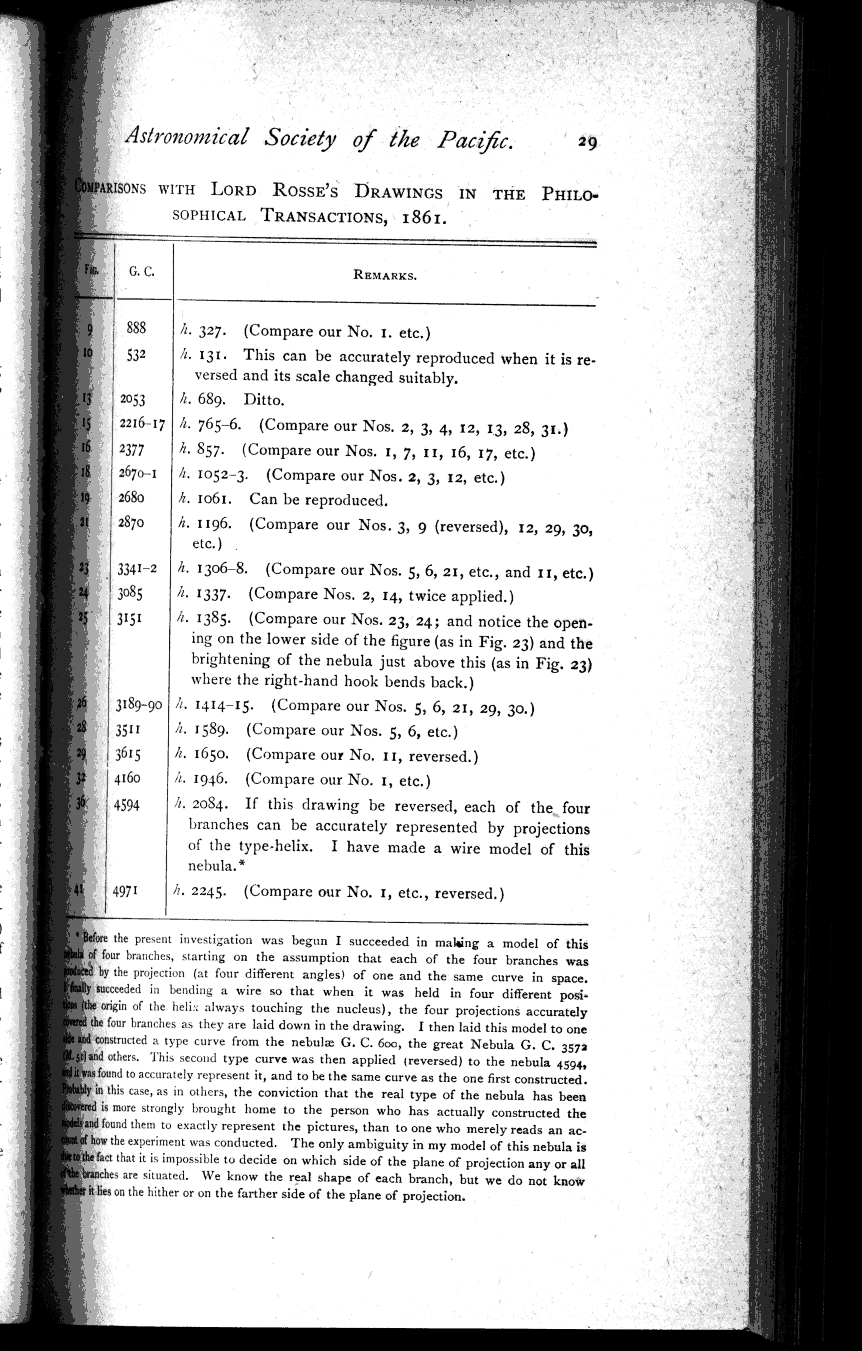 Astronomical Society of the Pacific. 29
COMPARISONS WITH LORD ROSSE'S DRAWINGS IN THE PHILO-
SOPHICAL TRANSACTIONS, 1861.
Fig. G. C. REMARKS.
9 888 h. 327. (Compare our No. 1. etc.)
10 532 h. 131. This can be accurately reproduced when it is re-
versed and its scale changed suitably.
13 2053 h. 689. Ditto.
15 2216-17 h. 765-6. (Compare our Nos. 2, 3, 4, 12, 13, 28, 31.)
16 2377 h. 857. (Compare our Nos. 1, 7, 11, 16, 17, etc.)
18 2670-1 h. 1052-3. (Compare our Nos. 2, 3, 12, etc.)
19 2680 h. 1061. Can be reproduced.
21 2870 h. 1196. (Compare our Nos. 3, 9 (reversed), 12, 29, 30,
etc.)
23 3341-2 h. 1306-8. (Compare our Nos. 5, 6, 21, etc., and 11, etc.)
24 3085 h. 1337. (Compare Nos. 2, 14, twice applied.)
25 3151 h. 1385. (Compare our Nos. 23, 24; and notice the open-
ing on the lower side of the figure (as in Fig. 23) and the
brightening of the nebula just above this (as in Fig. 23)
where the right-hand hook bends back.)
26 3189-90 h. 1414-15. (Compare our Nos. 5, 6, 21, 29, 30.)
28 3511 h. 1589. (Compare our Nos. 5, 6, etc.)
29 3615 h. 1650. (Compare our No. 11, reversed.)
32 4160 h. 1946. (Compare our No. 1, etc.)
36 4594 h. 2084. If this drawing be reversed, each of the four
branches can be accurately represented by projections
of the type-helix. I have made a wire model of this
nebula.*
41 4971 h. 2245. (Compare our No. 1, etc., reversed.)
* Before the present investigation was begun I succeeded in making a model of this
nebula of four branches, starting on the assumption that each of the four branches was
produced by the projection (at four different angles) of one and the same curve in space.
I finally succeeded in bending a wire so that when it was held in four different posi-
tions (the origin of the helix always touching the nucleus), the four projections accurately
covered the four branches as they are laid down in the drawing. I then laid this model to one
side and constructed a type curve from the nebulæ G. C. 600, the great Nebula G. C. 3572
(M. 51) and others. This second type curve was then applied (reversed) to the nebula 4594,
and it was found to accurately represent it, and to be the same curve as the one first constructed.
Probably in this case, as in others, the conviction that the real type of the nebula has been
discovered is more strongly brought home to the person who has actually constructed the
models and found them to exactly represent the pictures, than to one who merely reads an ac-
count of how the experiment was conducted. The only ambiguity in my model of this nebula is
due to the fact that it is impossible to decide on which side of the plane of projection any or all
of the branches are situated. We know the real shape of each branch, but we do not know
whether it lies on the hither or on the farther side of the plane of projection.